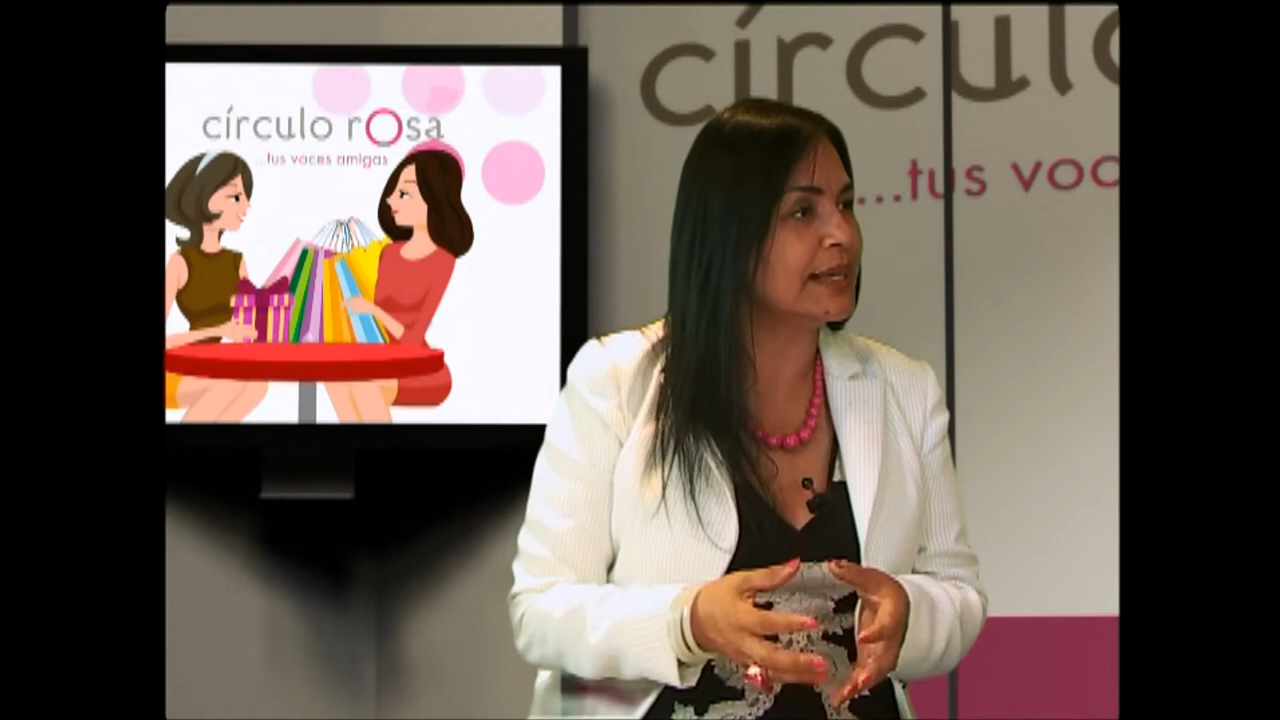 círculo rosa
...tus voces amigas
círculo
...tus voc